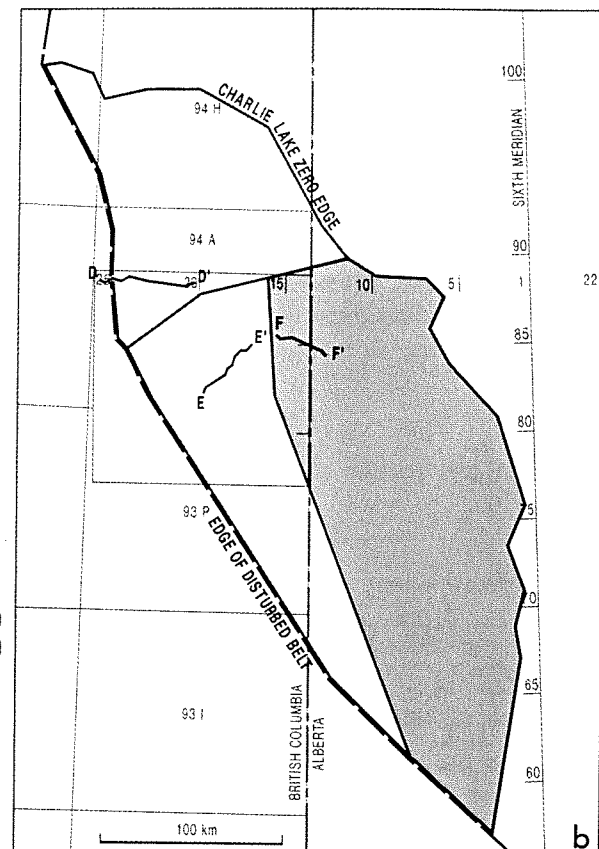 100
94 H
CHARLIE LAKE ZERO EDGE
SIXTH MERIDIAN
94 A
90
D
D'
15
10
5
1
22
E'
F
F'
85
E
80
93 P
75
EDGE OF DISTURBED BELT
70
65
93 I
BRITISH COLUMBIA
ALBERTA
60
100 km
b